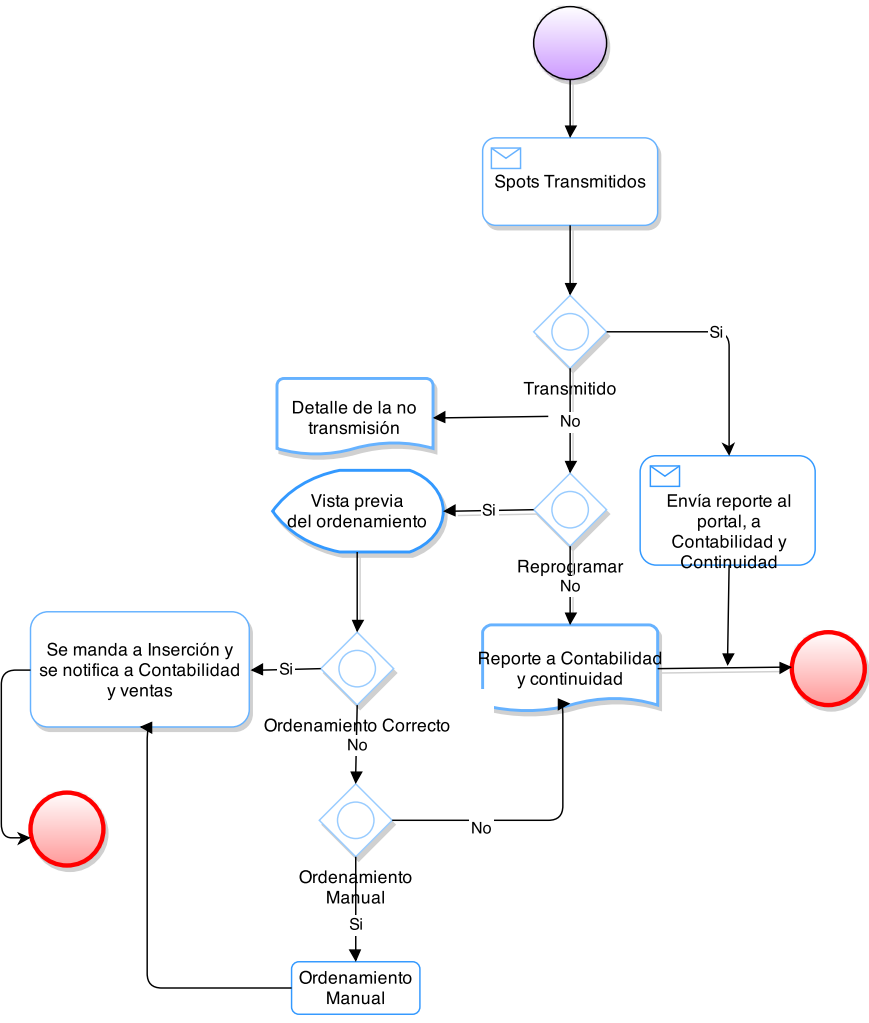 Spots Transmitidos
Si
Transmitido
No
Detalle de la no
transmisión
Vista previa
del ordenamiento
Si
Envía reporte al
portal, a
Contabilidad y
Continuidad
Reprogramar
No
Se manda a Inserción y
se notifica a Contabilidad
y ventas
Si
Reporte a Contabilidad
y continuidad
Ordenamiento Correcto
No
No
Ordenamiento
Manual
Si
Ordenamiento
Manual